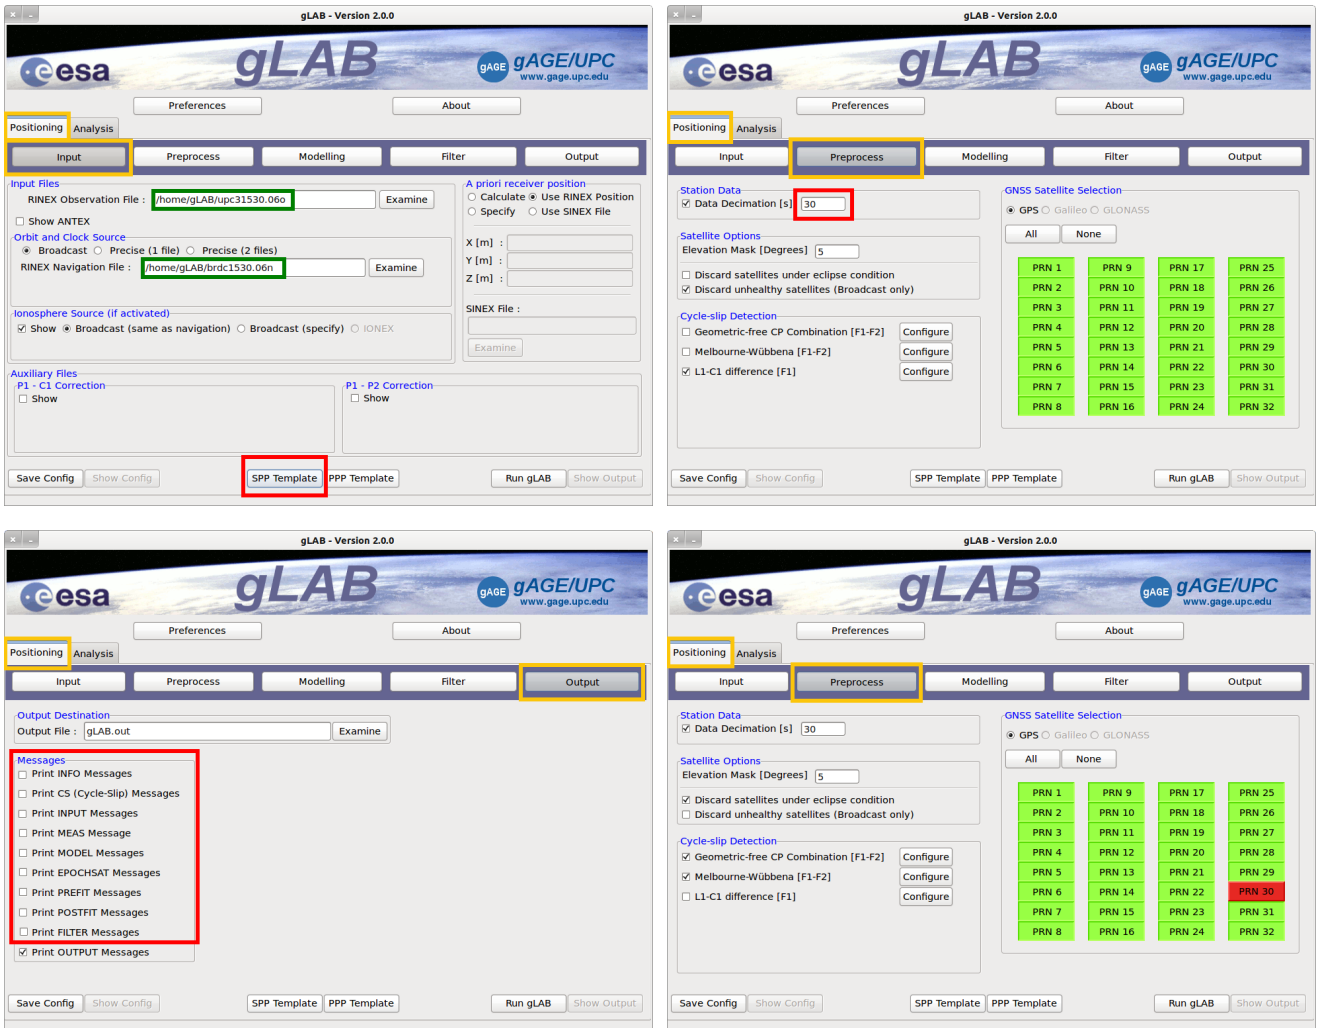 gLAB - Version 2.0.0
esa
gLAB
gAGE
gAGE/UPC
www.gage.upc.edu
Preferences About
Positioning Analysis
Input Preprocess Modelling Filter Output
Input Files
RINEX Observation File : /home/gLAB/upc31530.06o Examine
Show ANTEX
Orbit and Clock Source
Broadcast Precise (1 file) Precise (2 files)
RINEX Navigation File : /home/gLAB/brdc1530.06n Examine
Ionosphere Source (if activated)
Show Broadcast (same as navigation) Broadcast (specify) IONEX
A priori receiver position
Calculate Use RINEX Position
Specify Use SINEX File
X [m] :
Y [m] :
Z [m] :
SINEX File :
Examine
Auxiliary Files
P1 - C1 Correction
Show
P1 - P2 Correction
Show
Save Config Show Config SPP Template PPP Template Run gLAB Show Output
gLAB - Version 2.0.0
esa
gLAB
gAGE
gAGE/UPC
www.gage.upc.edu
Preferences About
Positioning Analysis
Input Preprocess Modelling Filter Output
Station Data
Data Decimation [s] 30
Satellite Options
Elevation Mask [Degrees] 5
Discard satellites under eclipse condition
Discard unhealthy satellites (Broadcast only)
Cycle-slip Detection
Geometric-free CP Combination [F1-F2] Configure
Melbourne-Wübbena [F1-F2] Configure
L1-C1 difference [F1] Configure
GNSS Satellite Selection
GPS Galileo GLONASS
All None
PRN 1 PRN 9 PRN 17 PRN 25
PRN 2 PRN 10 PRN 18 PRN 26
PRN 3 PRN 11 PRN 19 PRN 27
PRN 4 PRN 12 PRN 20 PRN 28
PRN 5 PRN 13 PRN 21 PRN 29
PRN 6 PRN 14 PRN 22 PRN 30
PRN 7 PRN 15 PRN 23 PRN 31
PRN 8 PRN 16 PRN 24 PRN 32
Save Config Show Config SPP Template PPP Template Run gLAB Show Output
gLAB - Version 2.0.0
esa
gLAB
gAGE
gAGE/UPC
www.gage.upc.edu
Preferences About
Positioning Analysis
Input Preprocess Modelling Filter Output
Output Destination
Output File : gLAB.out Examine
Messages
Print INFO Messages
Print CS (Cycle-Slip) Messages
Print INPUT Messages
Print MEAS Message
Print MODEL Messages
Print EPOCHSAT Messages
Print PREFIT Messages
Print POSTFIT Messages
Print FILTER Messages
Print OUTPUT Messages
Save Config Show Config SPP Template PPP Template Run gLAB Show Output
gLAB - Version 2.0.0
esa
gLAB
gAGE
gAGE/UPC
www.gage.upc.edu
Preferences About
Positioning Analysis
Input Preprocess Modelling Filter Output
Station Data
Data Decimation [s] 30
Satellite Options
Elevation Mask [Degrees] 5
Discard satellites under eclipse condition
Discard unhealthy satellites (Broadcast only)
Cycle-slip Detection
Geometric-free CP Combination [F1-F2] Configure
Melbourne-Wübbena [F1-F2] Configure
L1-C1 difference [F1] Configure
GNSS Satellite Selection
GPS Galileo GLONASS
All None
PRN 1 PRN 9 PRN 17 PRN 25
PRN 2 PRN 10 PRN 18 PRN 26
PRN 3 PRN 11 PRN 19 PRN 27
PRN 4 PRN 12 PRN 20 PRN 28
PRN 5 PRN 13 PRN 21 PRN 29
PRN 6 PRN 14 PRN 22 PRN 30
PRN 7 PRN 15 PRN 23 PRN 31
PRN 8 PRN 16 PRN 24 PRN 32
Save Config Show Config SPP Template PPP Template Run gLAB Show Output